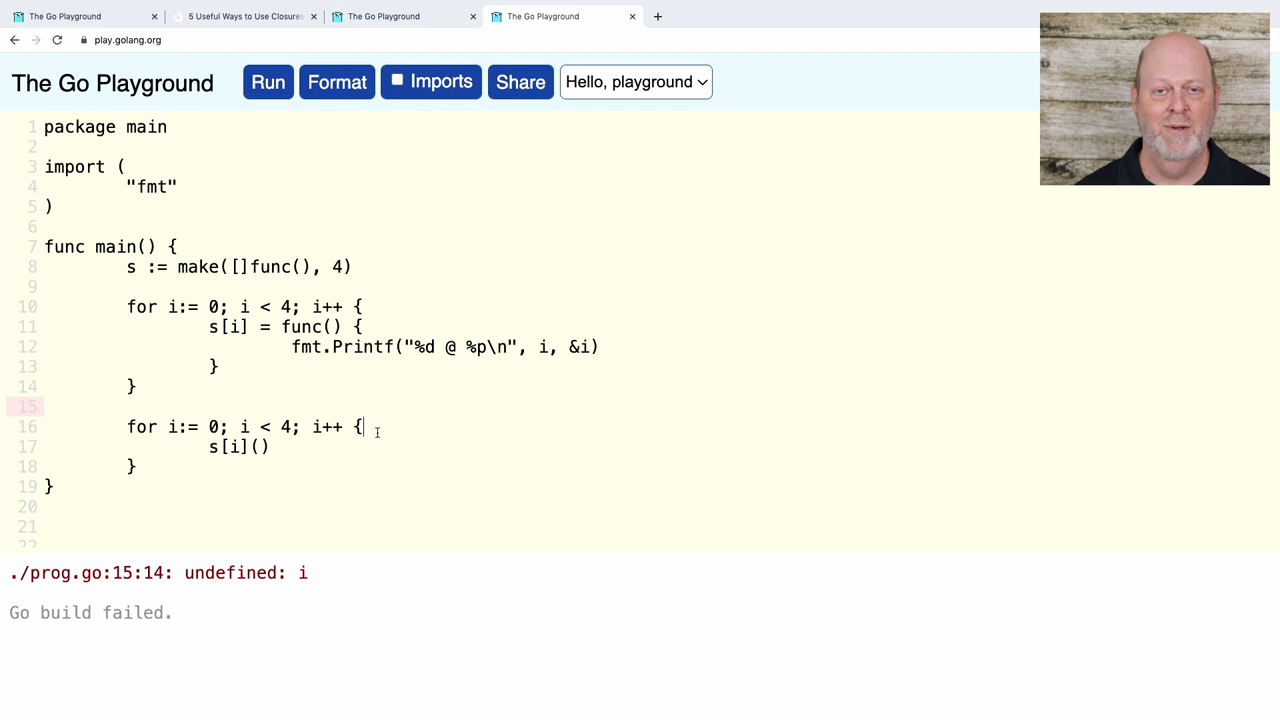 The Go Playground
5 Useful Ways to Use Closures
The Go Playground
The Go Playground
play.golang.org
The Go Playground
Run
Format
Imports
Share
Hello, playground
1 package main
2
3 import (
4 "fmt"
5 )
6
7 func main() {
8 s := make([]func(), 4)
9
10 for i:= 0; i < 4; i++ {
11 s[i] = func() {
12 fmt.Printf("%d @ %p\n", i, &i)
13 }
14 }
15
16 for i:= 0; i < 4; i++ {
17 s[i]()
18 }
19 }
20
21
22
./prog.go:15:14: undefined: i
Go build failed.